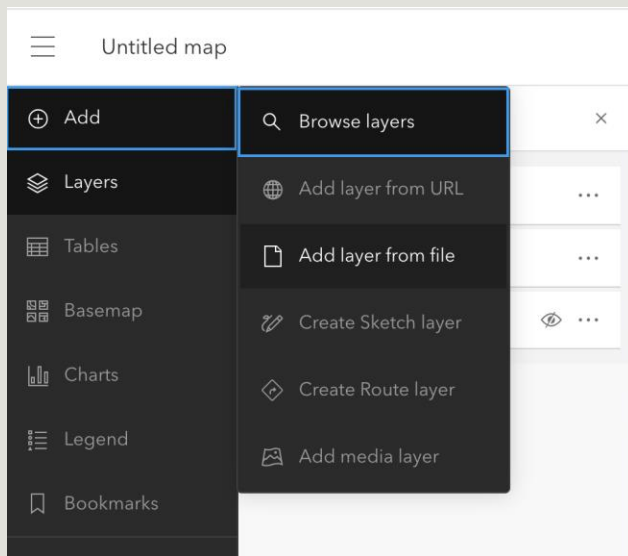 Untitled map
Add
Layers
Tables
Basemap
Charts
Legend
Bookmarks
Browse layers
Add layer from URL
Add layer from file
Create Sketch layer
Create Route layer
Add media layer